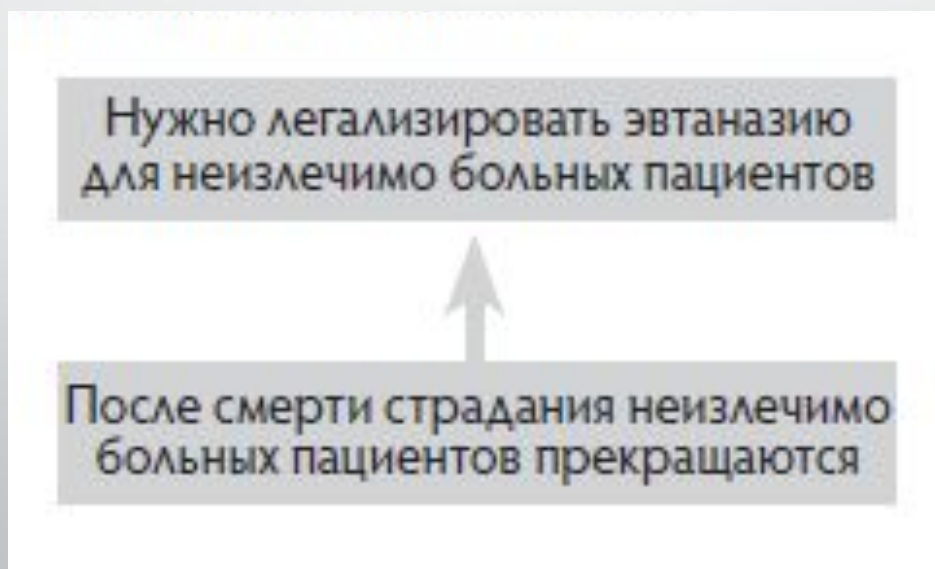 Нужно легализировать эвтаназию
для неизлечимо больных пациентов
После смерти страдания неизлечимо
больных пациентов прекращаются